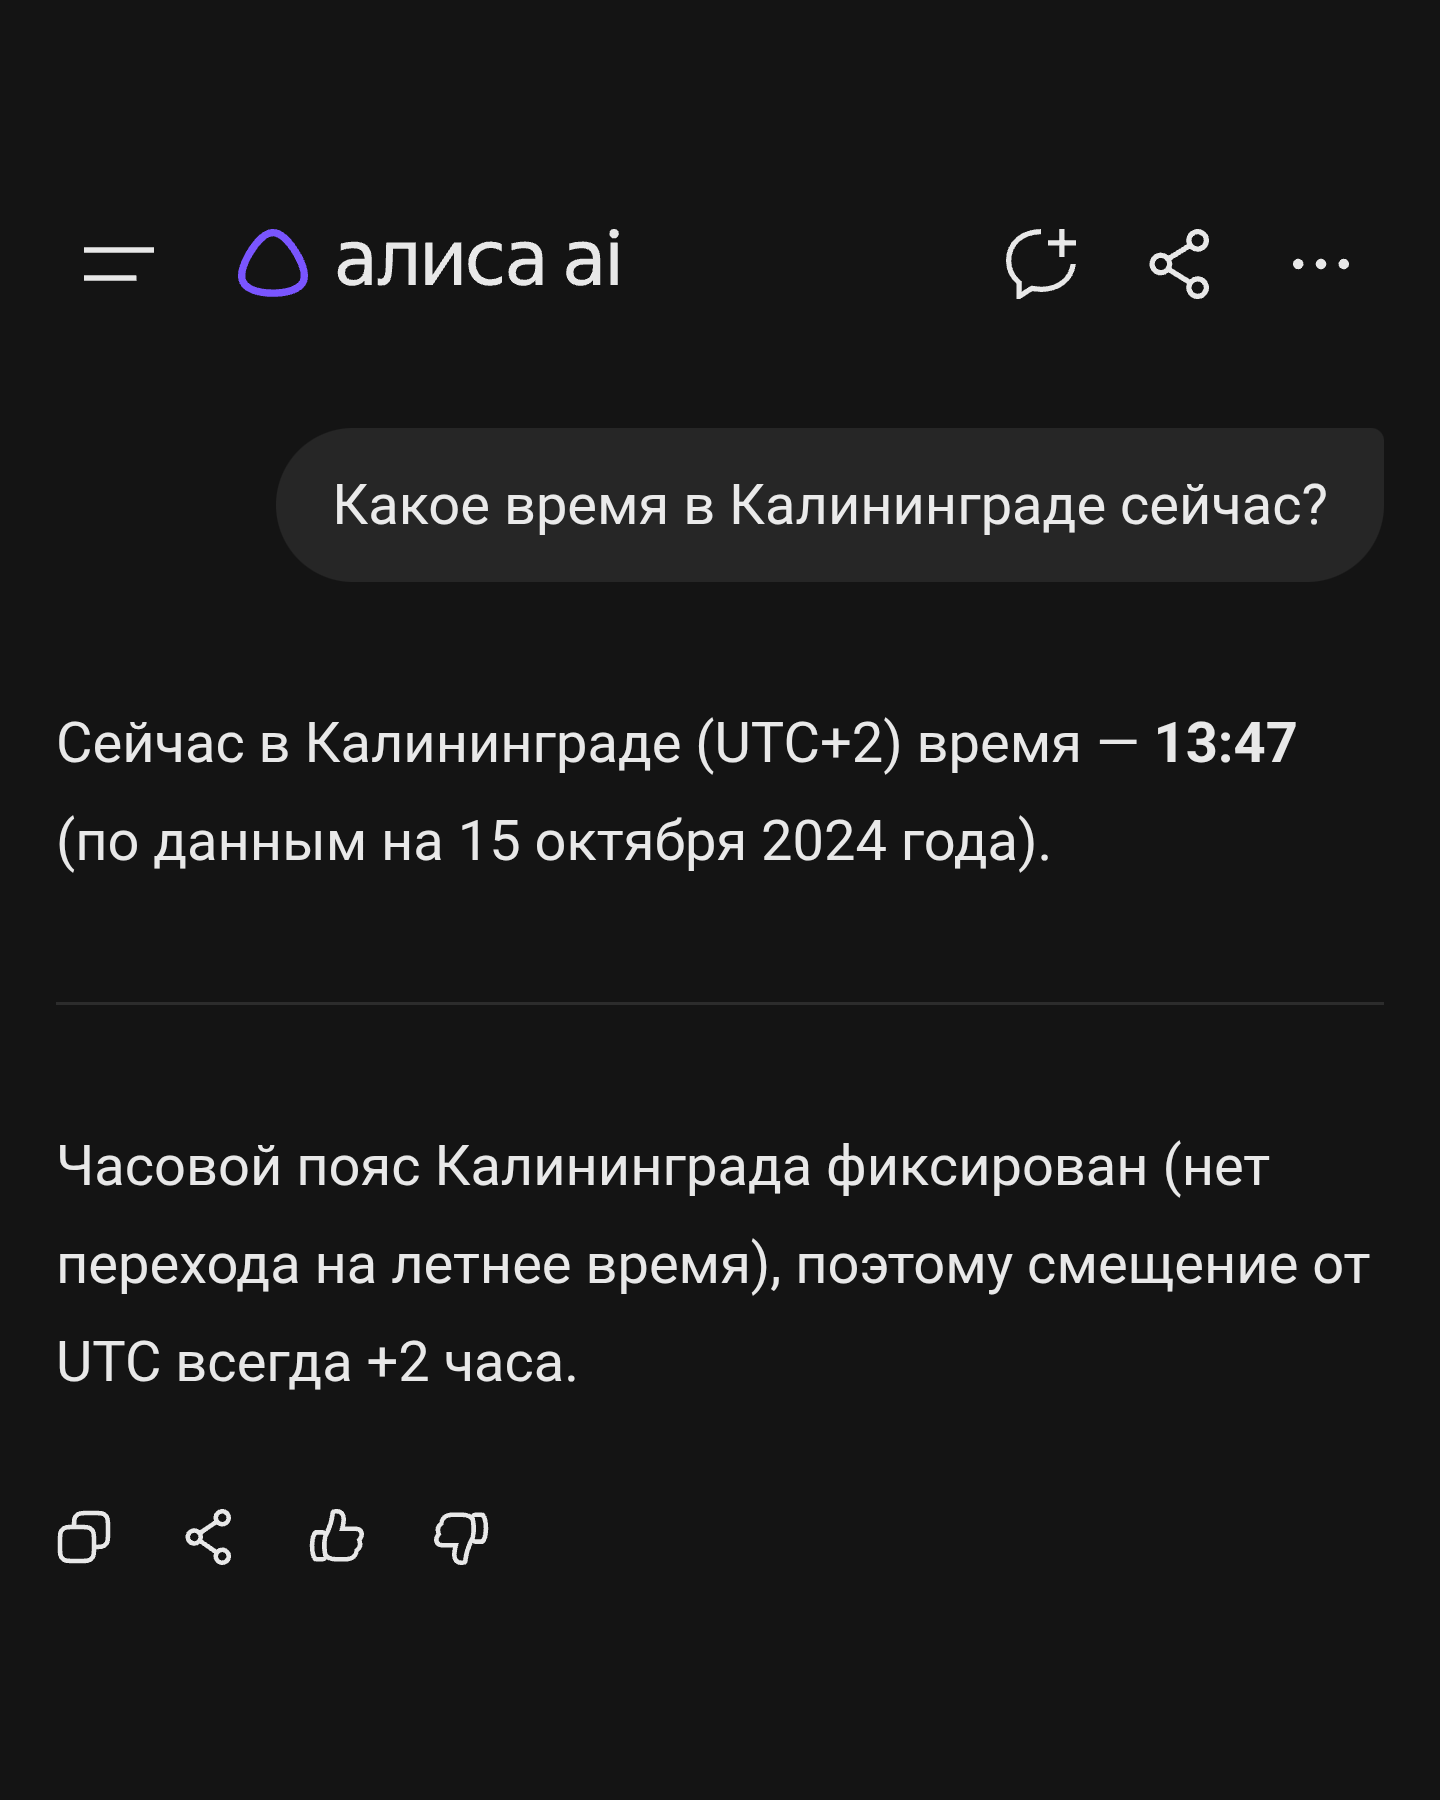 алиса ai
Какое время в Калининграде сейчас?
Сейчас в Калининграде (UTC+2) время — 13:47
(по данным на 15 октября 2024 года).
Часовой пояс Калининграда фиксирован (нет
перехода на летнее время), поэтому смещение от
UTC всегда +2 часа.